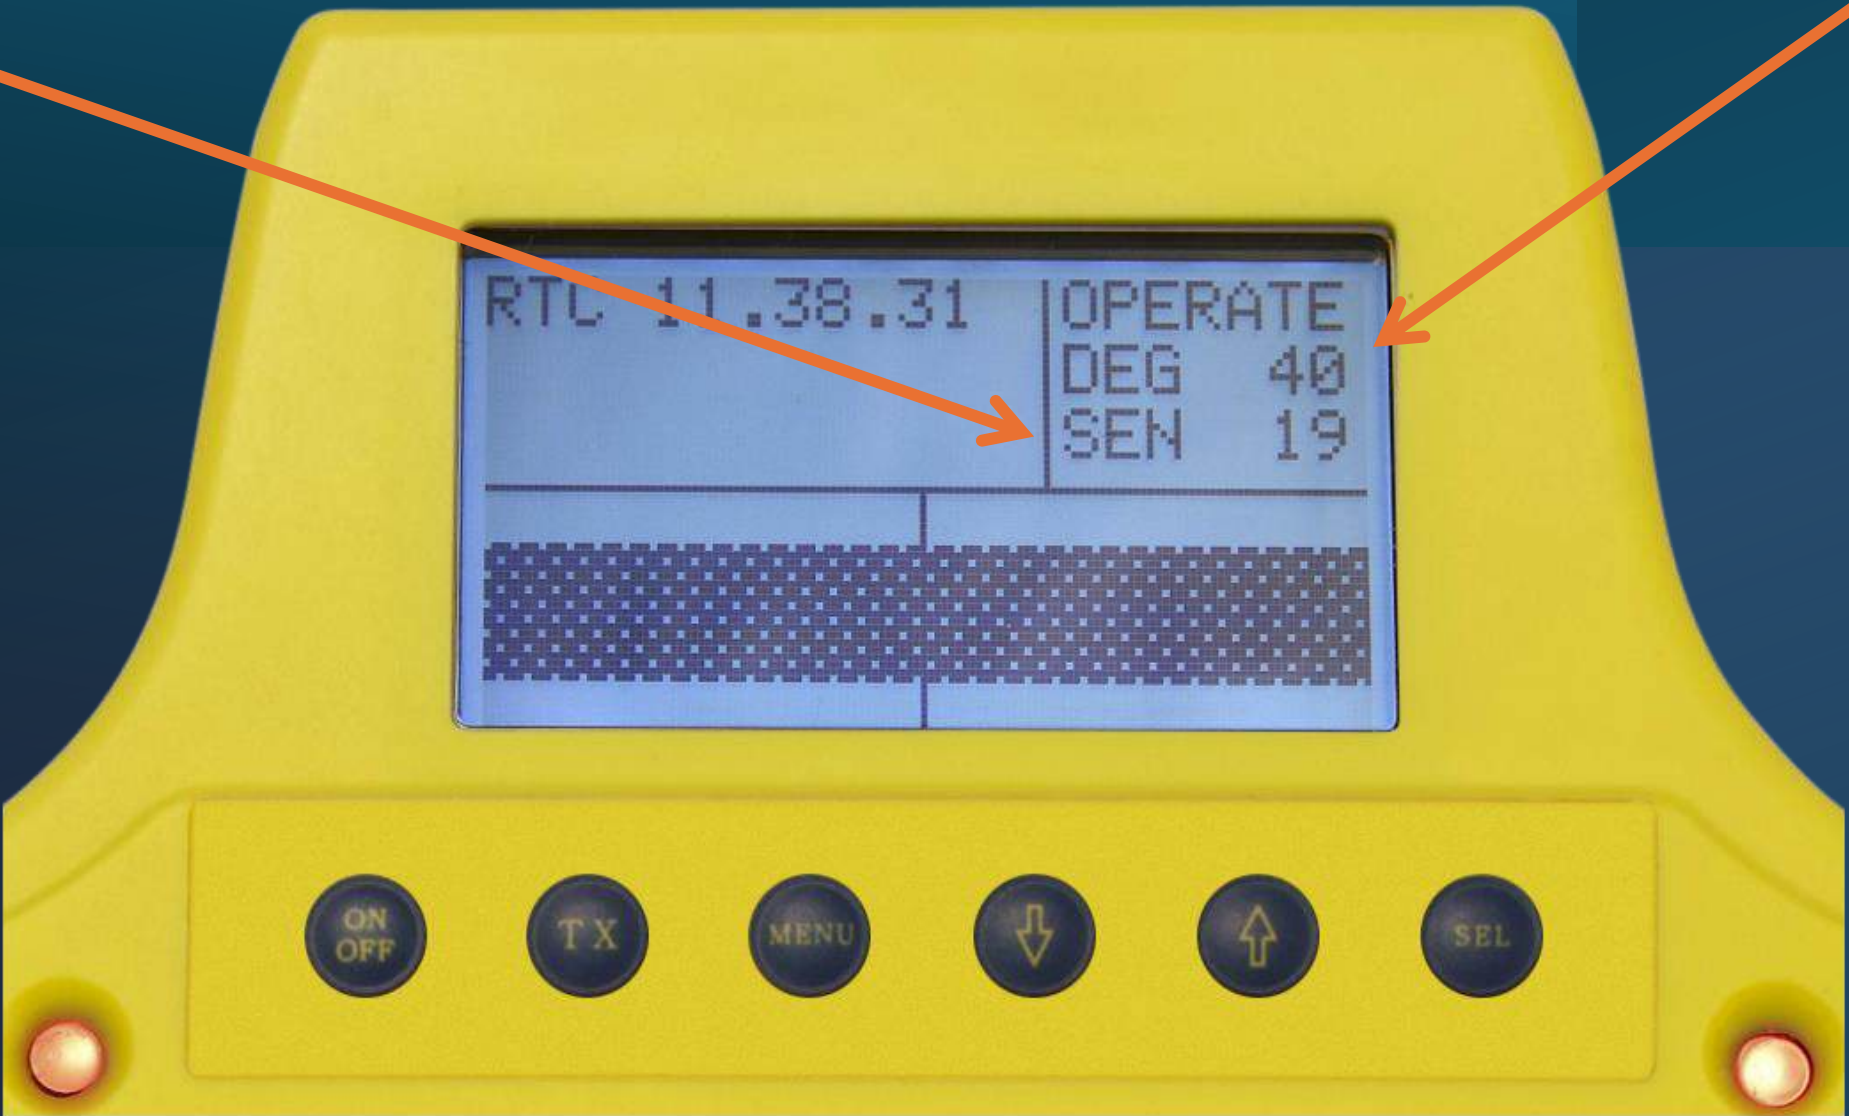 RTC 11.38.31
OPERATE
DEG 40
SEN 19
ON
OFF
TX
MENU
SEL